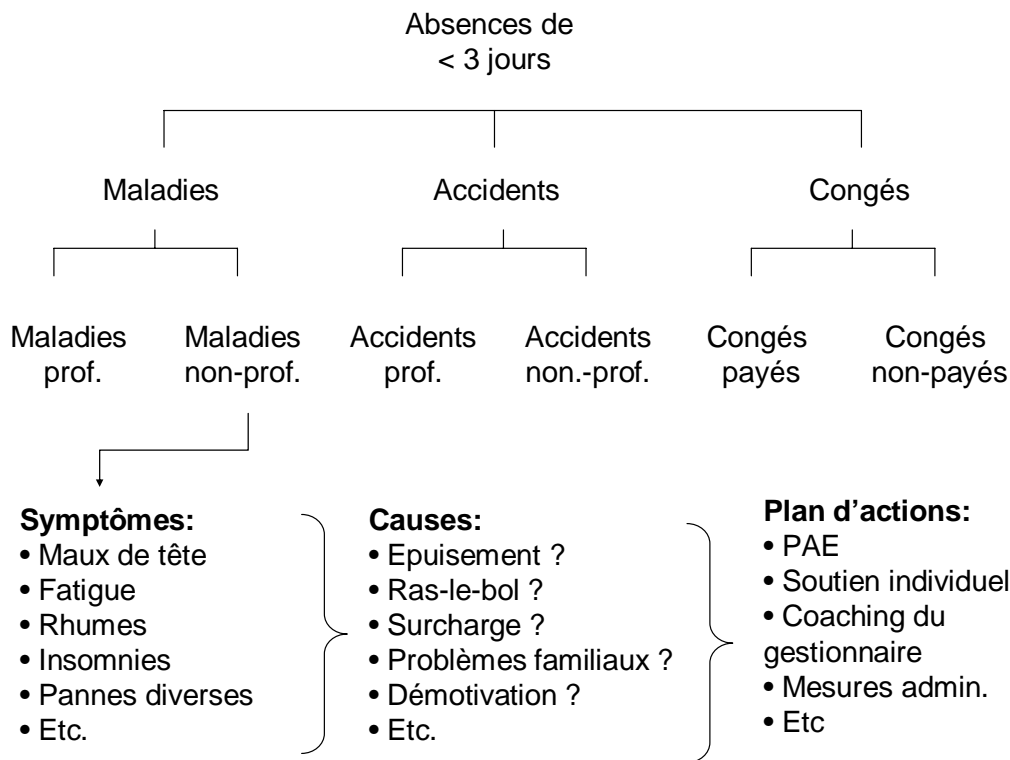 Absences de
< 3 jours
Maladies
Accidents
Congés
Maladies
prof.
Maladies
non-prof.
Accidents
prof.
Accidents
non.-prof.
Congés
payés
Congés
non-payés
Symptômes:
• Maux de tête
• Fatigue
• Rhumes
• Insomnies
• Pannes diverses
• Etc.
Causes:
• Epuisement ?
• Ras-le-bol ?
• Surcharge ?
• Problèmes familiaux ?
• Démotivation ?
• Etc.
Plan d’actions:
• PAE
• Soutien individuel
• Coaching du
gestionnaire
• Mesures admin.
• Etc